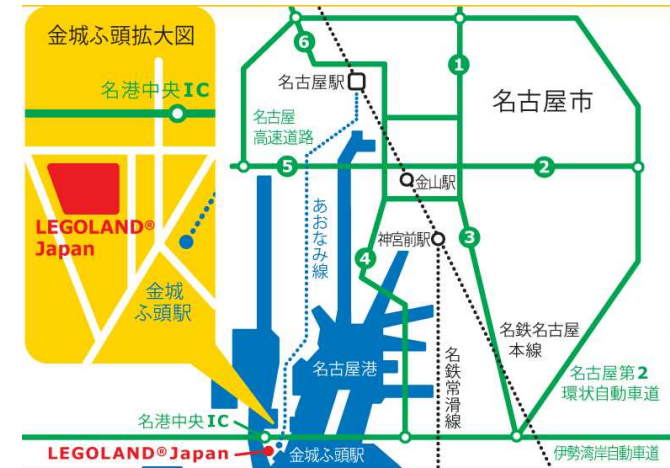 金城ふ頭拡大図
名港中央IC
LEGOLAND®
Japan
金城
ふ頭駅
6
1
名古屋駅
名古屋市
名古屋
高速道路
5
2
金山駅
あおなみ線
神宮前駅
3
4
名鉄名古屋
本線
名古屋港
名鉄常滑線
名古屋第2
環状自動車道
名港中央IC
LEGOLAND®Japan
金城ふ頭駅
伊勢湾岸自動車道